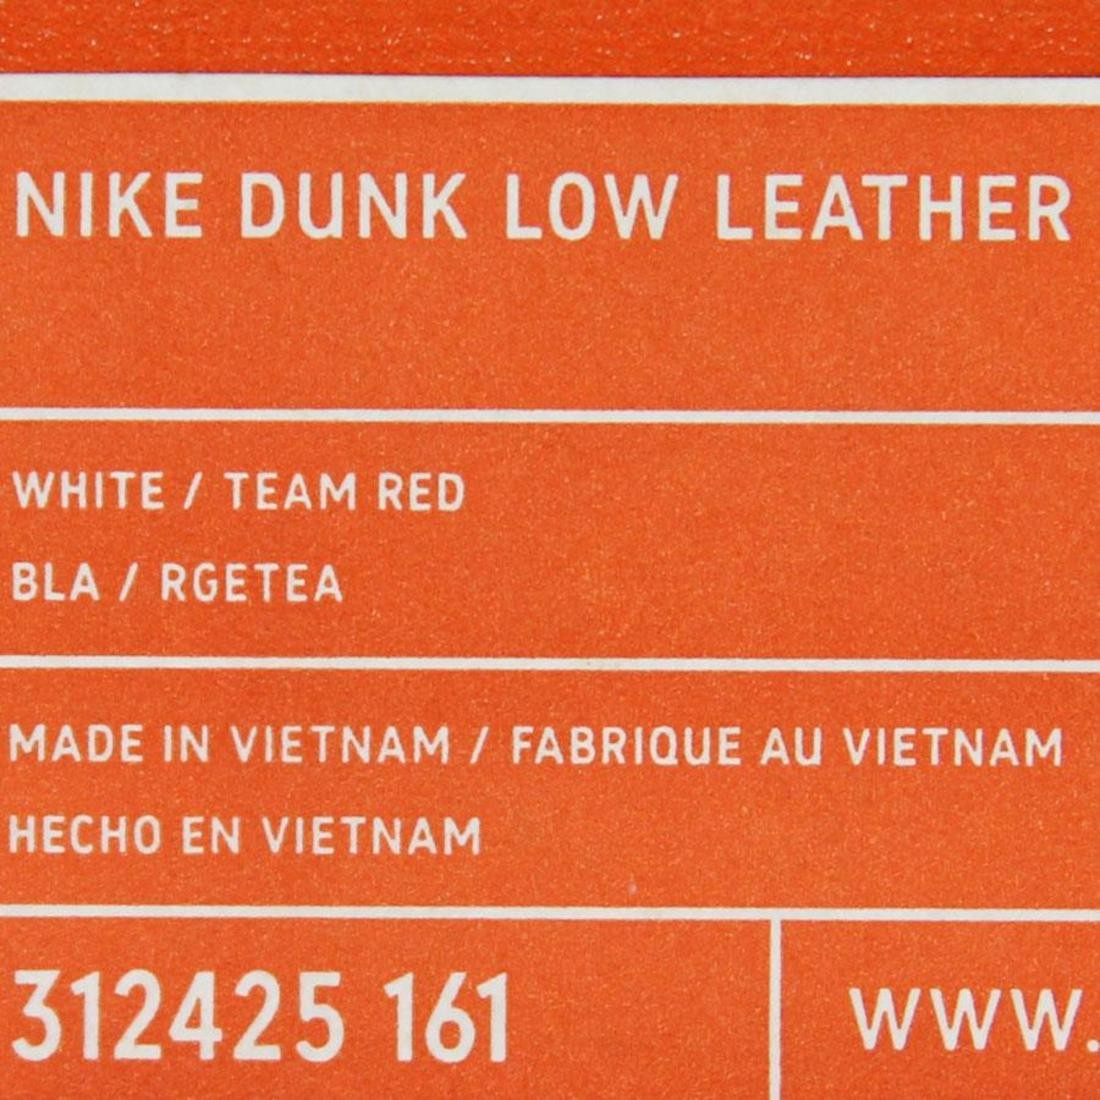 NIKE DUNK LOW LEATHER
WHITE / TEAM RED
BLA / RGETEA
MADE IN VIETNAM / FABRIQUE AU VIETNAM
HECHO EN VIETNAM
312425 161
WWW.